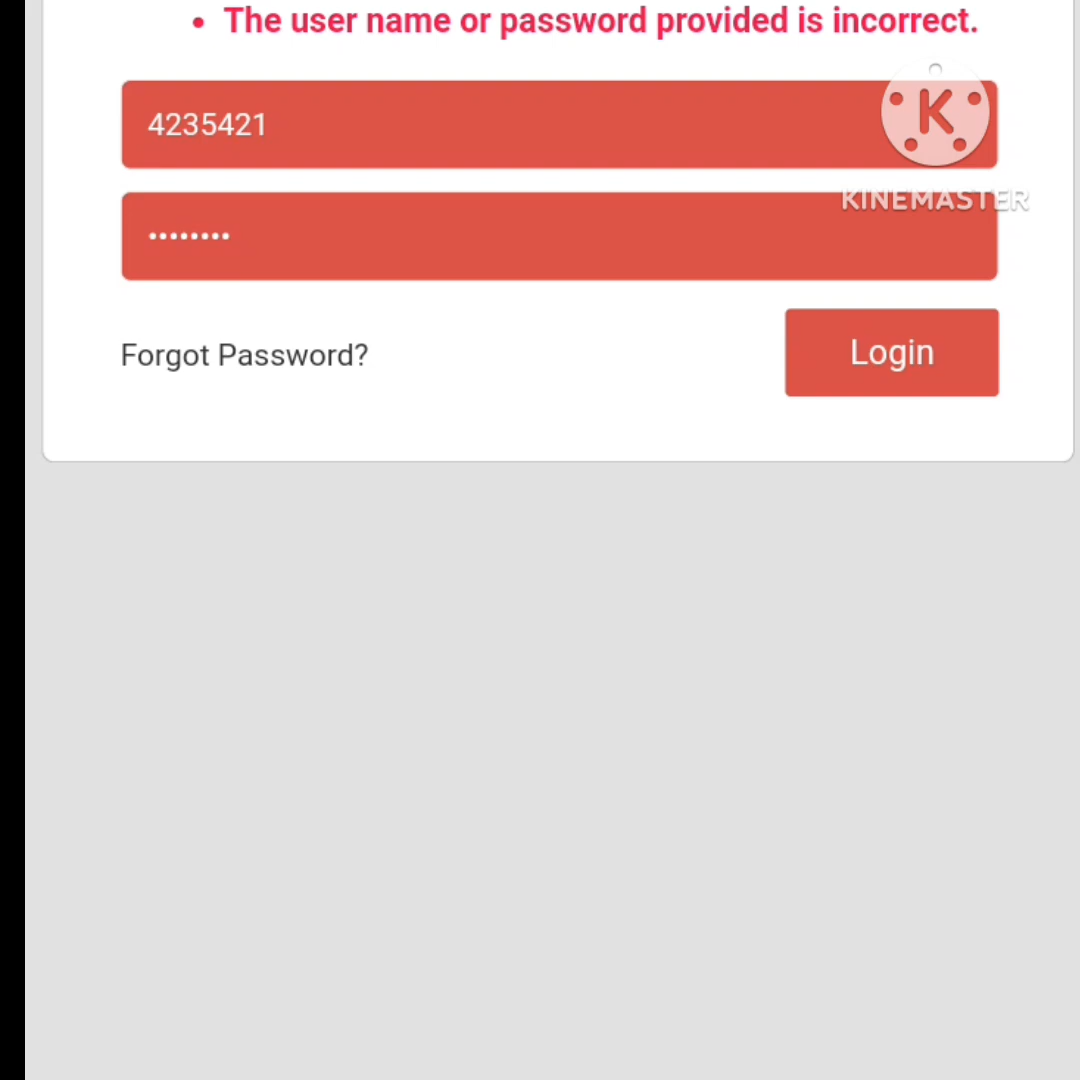 • The user name or password provided is incorrect.
4235421
K
KINEMASTER
••••••••
Forgot Password?
Login